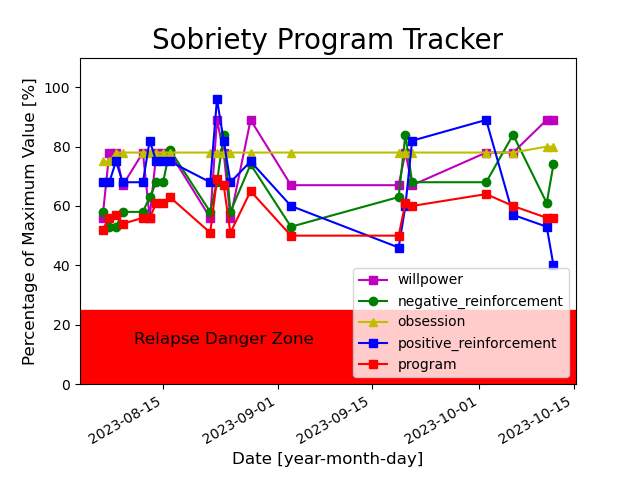 Sobriety Program Tracker
Percentage of Maximum Value [%]
100
80
60
40
20
0
Relapse Danger Zone
willpower
negative_reinforcement
obsession
positive_reinforcement
program
2023-08-15
2023-09-01
2023-09-15
2023-10-01
2023-10-15
Date [year-month-day]